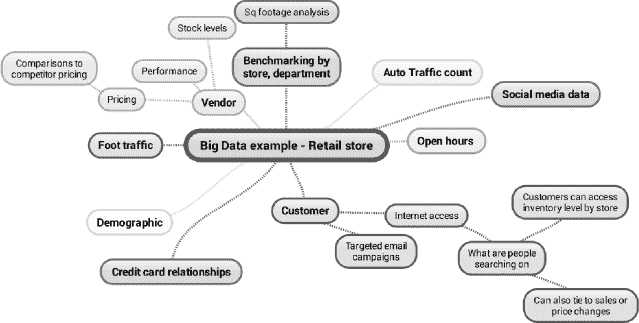 Sq footage analysis
Stock levels
Benchmarking by
store, department
Comparisons to
competitor pricing
Performance
Auto Traffic count
Pricing
Vendor
Social media data
Foot traffic
Big Data example - Retail store
Open hours
Customers can access
inventory level by store
Customer
Internet access
Demographic
Targeted email
campaigns
What are people
searching on
Credit card relationships
Can also tie to sales or
price changes